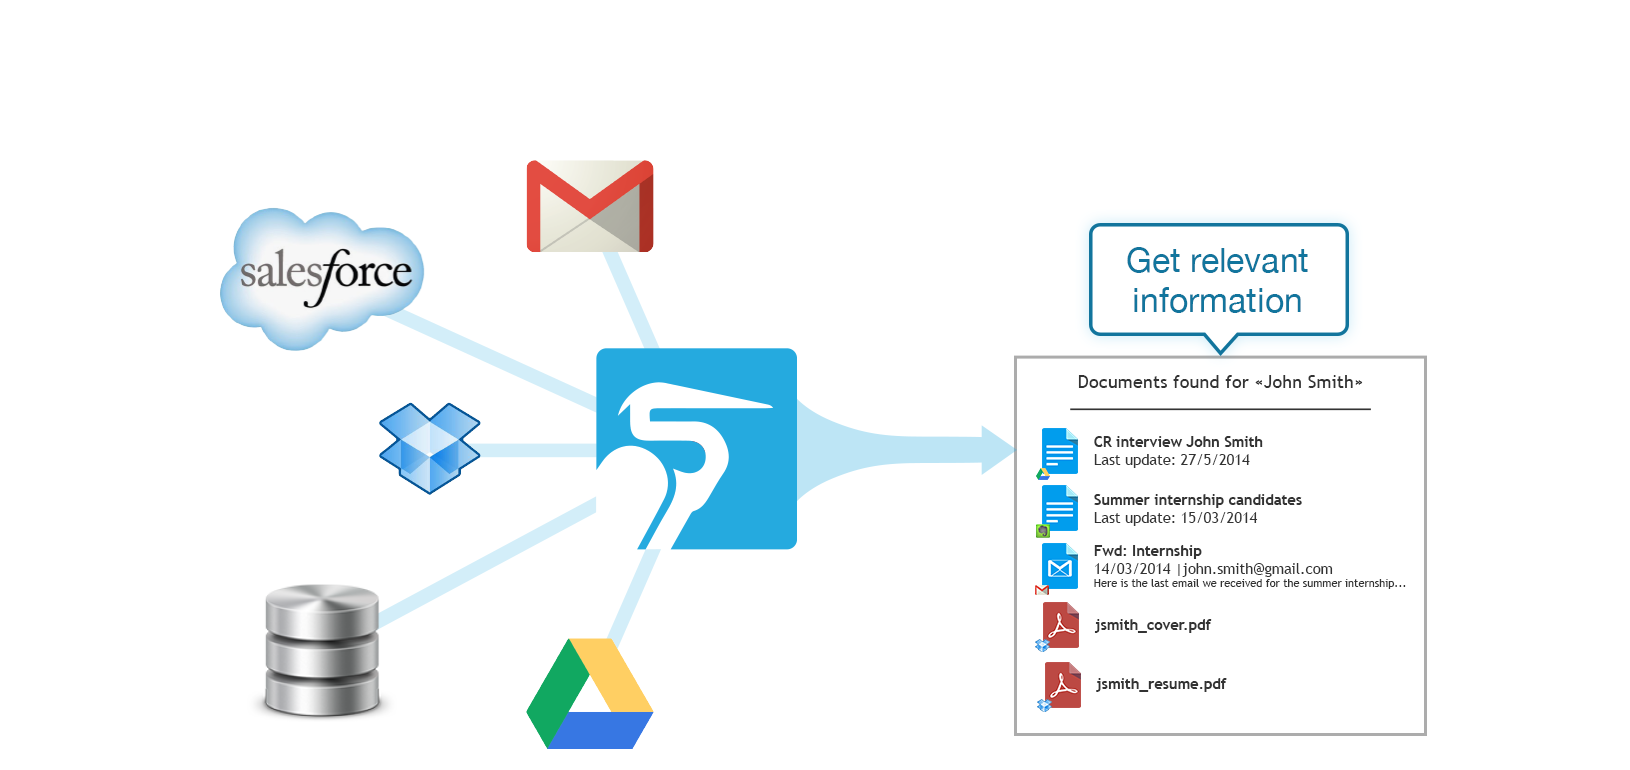 salesforce
Get relevant
information
Documents found for «John Smith»
CR interview John Smith
Last update: 27/5/2014
Summer internship candidates
Last update: 15/03/2014
Fwd: Internship
14/03/2014 |john.smith@gmail.com
Here is the last email we received for the summer internship...
jsmith_cover.pdf
jsmith_resume.pdf